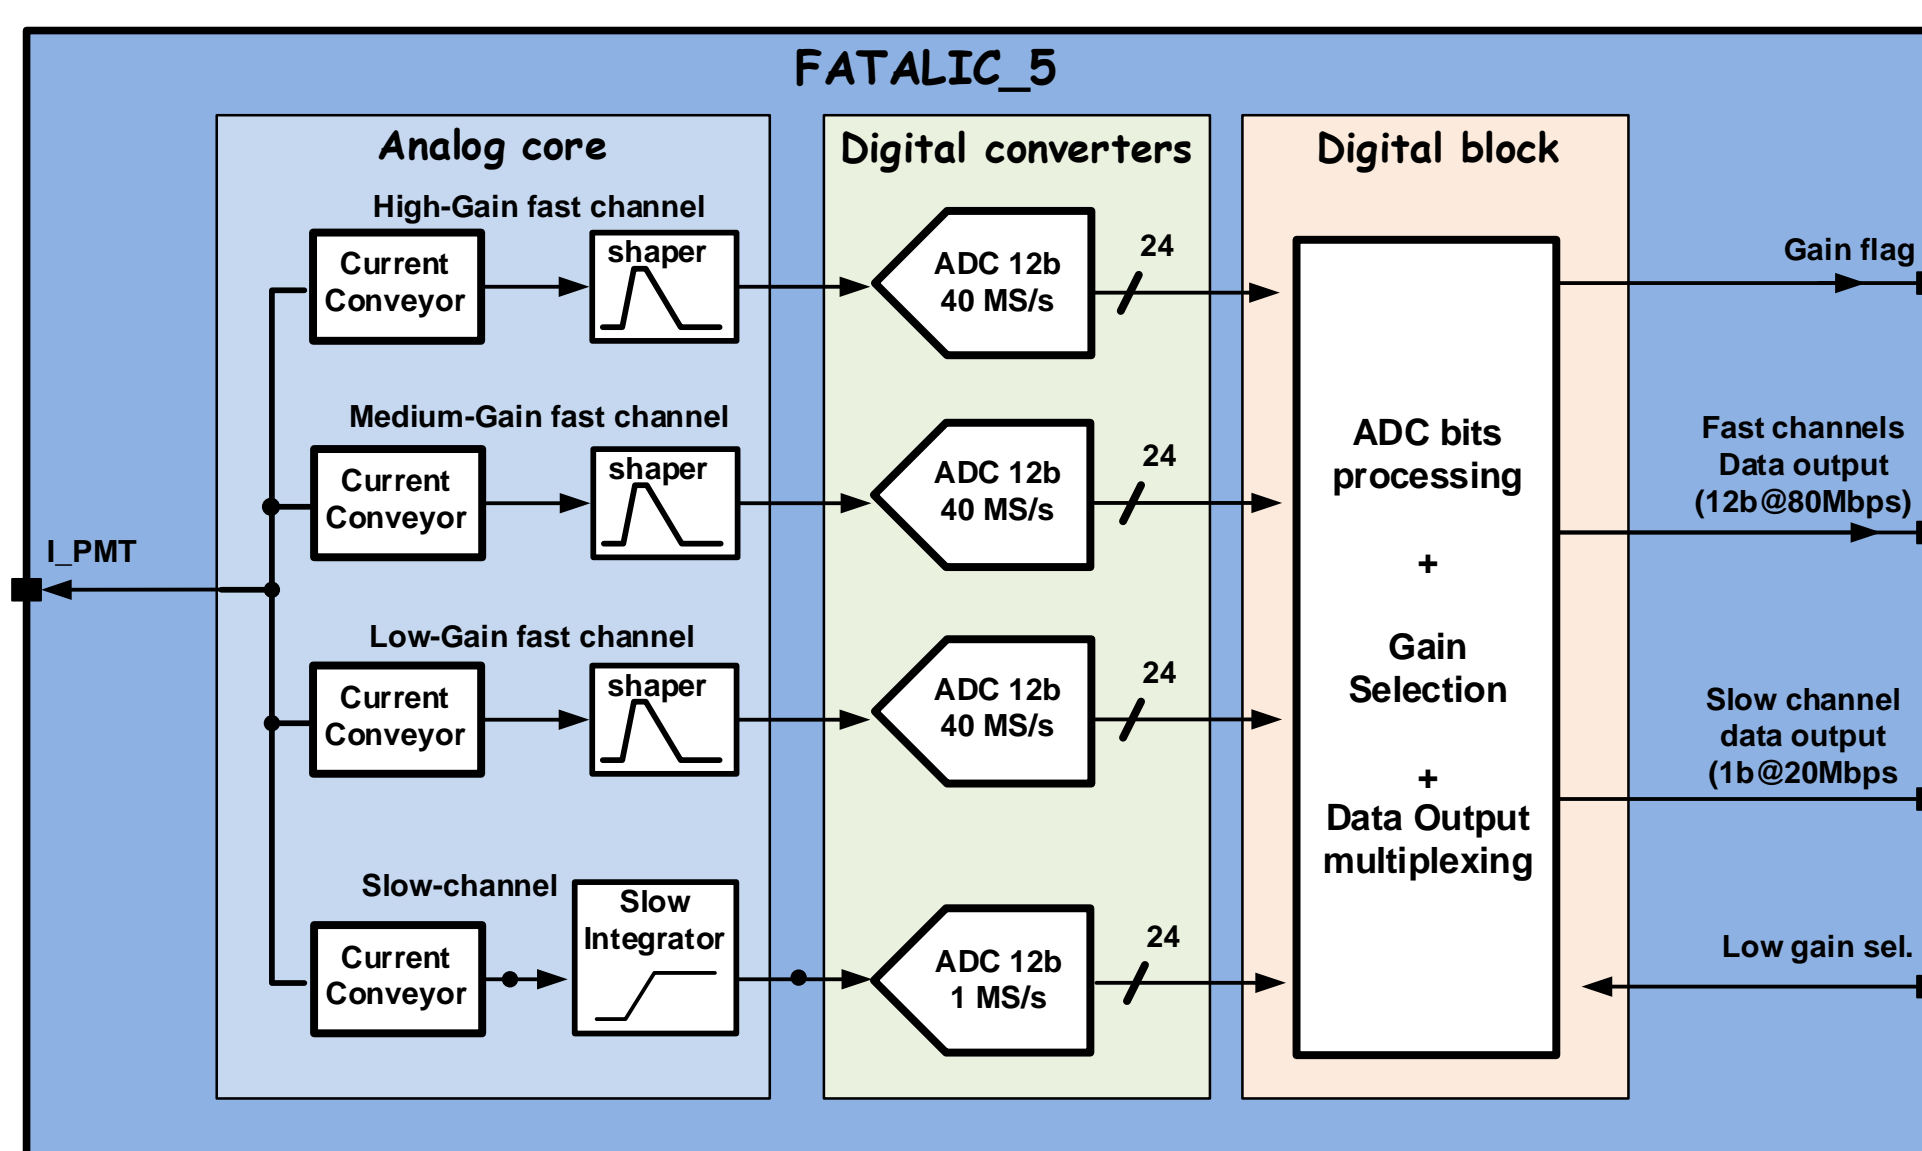 FATALIC_5
Analog core
Digital converters
Digital block
High-Gain fast channel
Current
Conveyor
shaper
ADC 12b
40 MS/s
24
Medium-Gain fast channel
Current
Conveyor
shaper
ADC 12b
40 MS/s
24
I_PMT
Low-Gain fast channel
Current
Conveyor
shaper
ADC 12b
40 MS/s
24
Slow-channel
Current
Conveyor
Slow
Integrator
ADC 12b
1 MS/s
24
ADC bits
processing
+
Gain
Selection
+
Data Output
multiplexing
Gain flag
Fast channels
Data output
(12b@80Mbps)
Slow channel
data output
(1b@20Mbps
Low gain sel.